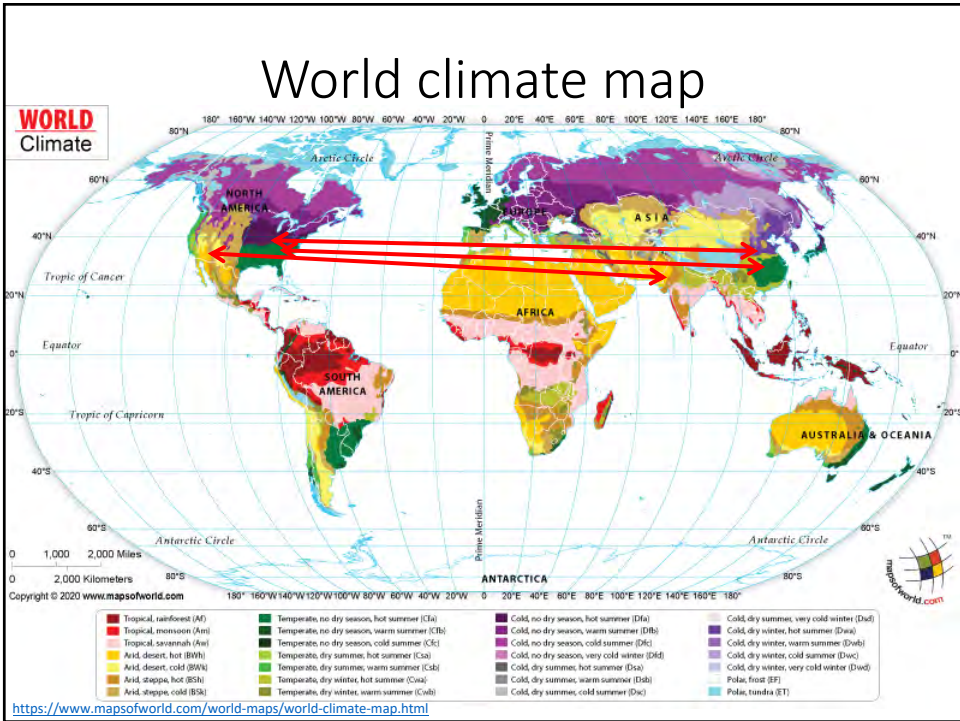 World climate map
WORLD
Climate
180° 160°W 140°W 120°W 100°W 80°W 60°W 40°W 20°W 0 20°E 40°E 60°E 80°E 100°E 120°E 140°E 160°E 180°
80°N
80°N
Prime Meridian
Arctic Circle
Arctic Circle
60°N
60°N
NORTH
AMERICA
EUROPE
ASIA
40°N
40°N
Tropic of Cancer
20°N
20°N
AFRICA
Equator
Equator
0°
0°
SOUTH
AMERICA
20°S
20°S
Tropic of Capricorn
AUSTRALIA & OCEANIA
40°S
40°S
Prime Meridian
60°S
60°S
Antarctic Circle
Antarctic Circle
0 1,000 2,000 Miles
0 2,000 Kilometers
80°S
80°S
ANTARCTICA
Copyright © 2020 www.mapsofworld.com
180° 160°W 140°W 120°W 100°W 80°W 60°W 40°W 20°W 0 20°E 40°E 60°E 80°E 100°E 120°E 140°E 160°E 180°
TM
mapsofworld.com
Tropical, rainforest (Af)
Tropical, monsoon (Am)
Tropical, savannah (Aw)
Arid, desert, hot (BWh)
Arid, desert, cold (BWk)
Arid, steppe, hot (BSh)
Arid, steppe, cold (BSk)
Temperate, no dry season, hot summer (Cfa)
Temperate, no dry season, warm summer (Cfb)
Temperate, no dry season, cold summer (Cfc)
Temperate, dry summer, hot summer (Csa)
Temperate, dry summer, warm summer (Csb)
Temperate, dry winter, hot summer (Cwa)
Temperate, dry winter, warm summer (Cwb)
Cold, no dry season, hot summer (Dfa)
Cold, no dry season, warm summer (Dfb)
Cold, no dry season, cold summer (Dfc)
Cold, no dry season, very cold winter (Dfd)
Cold, dry summer, hot summer (Dsa)
Cold, dry summer, warm summer (Dsb)
Cold, dry summer, cold summer (Dsc)
Cold, dry summer, very cold winter (Dsd)
Cold, dry winter, hot summer (Dwa)
Cold, dry winter, warm summer (Dwb)
Cold, dry winter, cold summer (Dwc)
Cold, dry winter, very cold winter (Dwd)
Polar, frost (EF)
Polar, tundra (ET)
https://www.mapsofworld.com/world-maps/world-climate-map.html